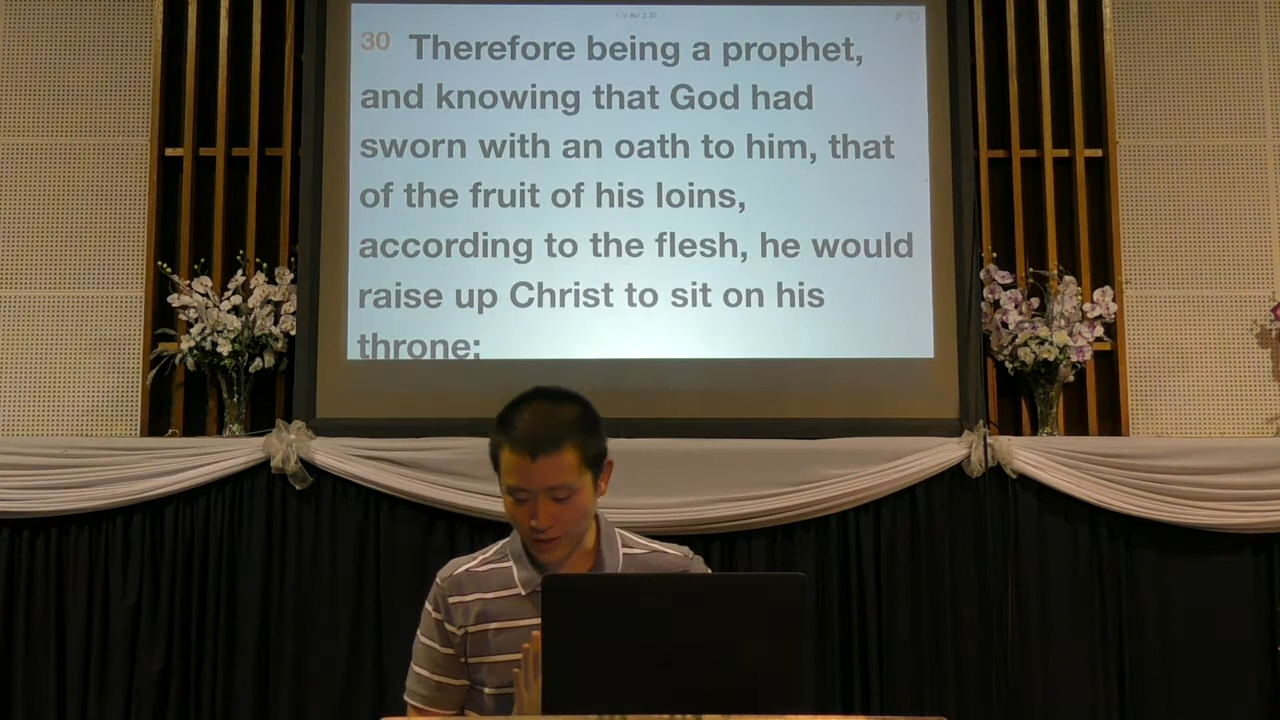 30 Therefore being a prophet,
and knowing that God had
sworn with an oath to him, that
of the fruit of his loins,
according to the flesh, he would
raise up Christ to sit on his
throne;